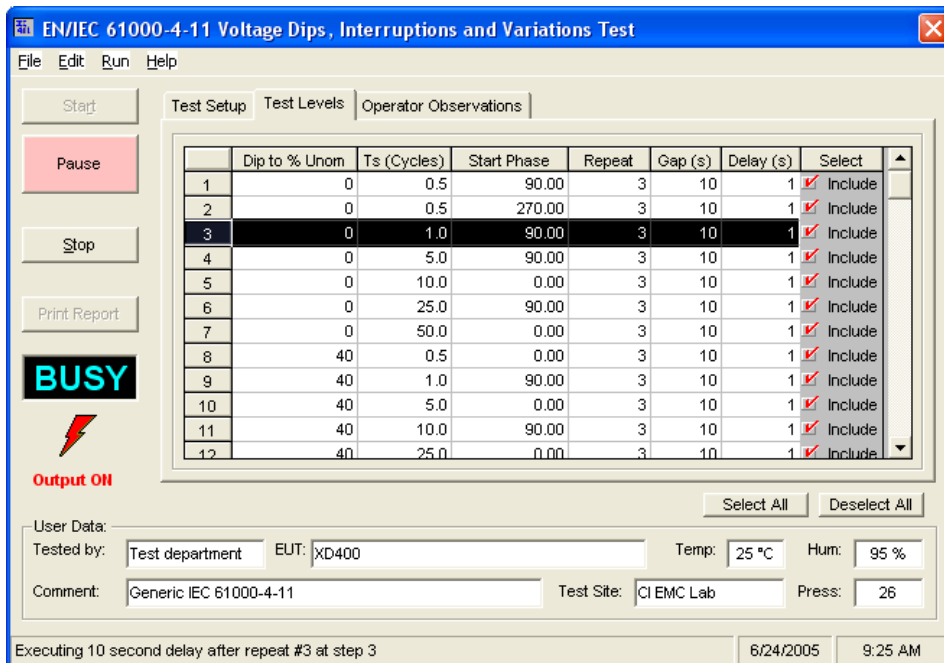 EN/IEC 61000-4-11 Voltage Dips, Interruptions and Variations Test
File Edit Run Help
Start
Pause
Stop
Print Report
BUSY
Output ON
Test Setup Test Levels Operator Observations
Dip to % Unom Ts (Cycles) Start Phase Repeat Gap (s) Delay (s) Select
1 0 0.5 90.00 3 10 1 Include
2 0 0.5 270.00 3 10 1 Include
3 0 1.0 90.00 3 10 1 Include
4 0 5.0 90.00 3 10 1 Include
5 0 10.0 0.00 3 10 1 Include
6 0 25.0 90.00 3 10 1 Include
7 0 50.0 0.00 3 10 1 Include
8 40 0.5 0.00 3 10 1 Include
9 40 1.0 90.00 3 10 1 Include
10 40 5.0 0.00 3 10 1 Include
11 40 10.0 90.00 3 10 1 Include
12 40 25.0 0.00 3 10 1 Include
Select All Deselect All
User Data:
Tested by: Test department EUT: XD400 Temp: 25 °C Hum: 95 %
Comment: Generic IEC 61000-4-11 Test Site: CI EMC Lab Press: 26
Executing 10 second delay after repeat #3 at step 3 6/24/2005 9:25 AM